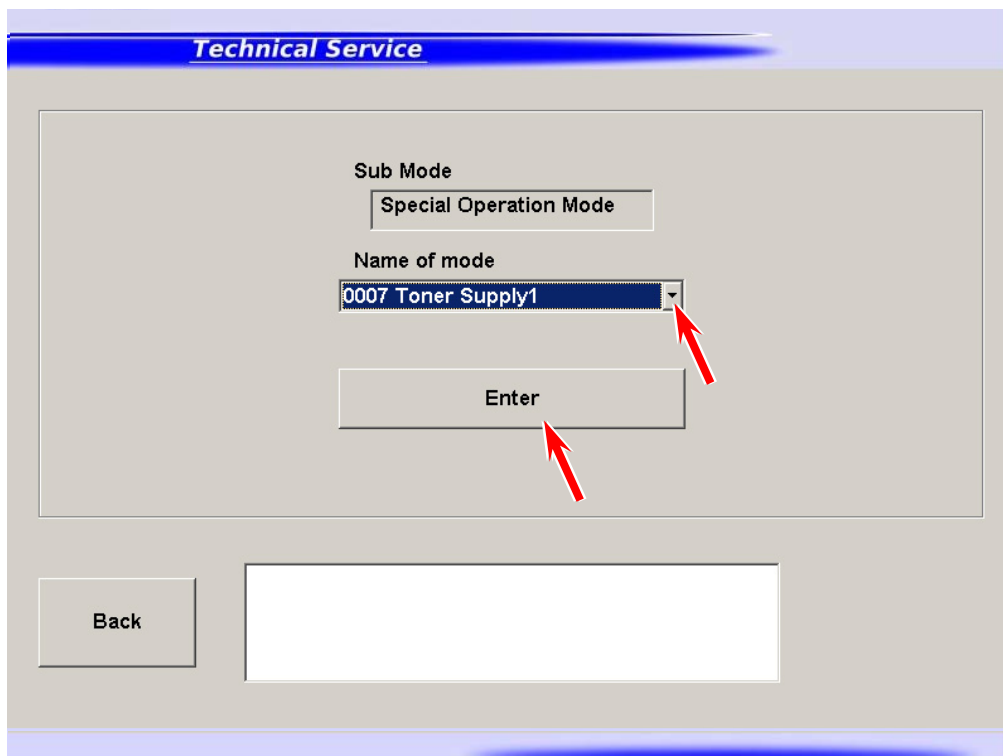 Technical Service
Sub Mode
Special Operation Mode
Name of mode
0007 Toner Supply1
Enter
Back